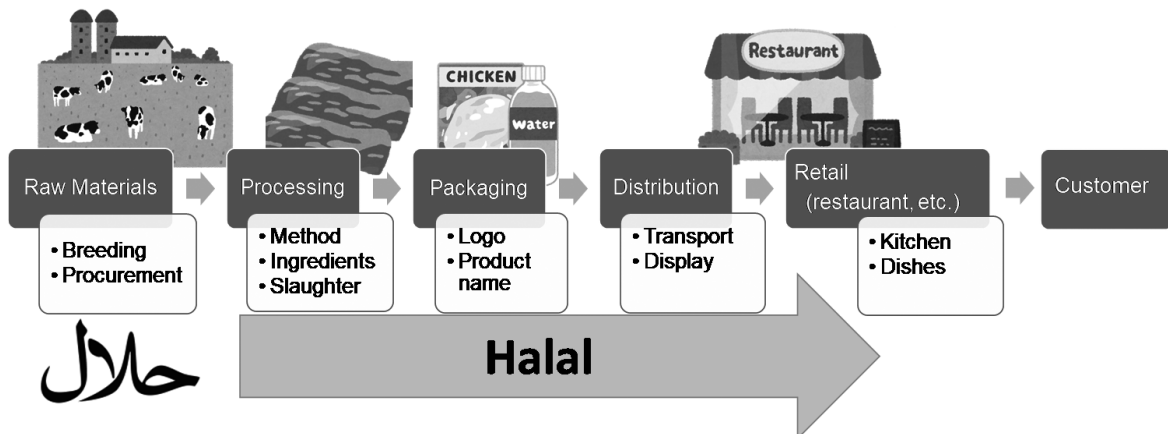 Restaurant
CHICKEN
Water
Raw Materials
• Breeding
• Procurement
Processing
• Method
• Ingredients
• Slaughter
Packaging
• Logo
• Product
name
Distribution
• Transport
• Display
Retail
(restaurant, etc.)
• Kitchen
• Dishes
Customer
حلال
Halal